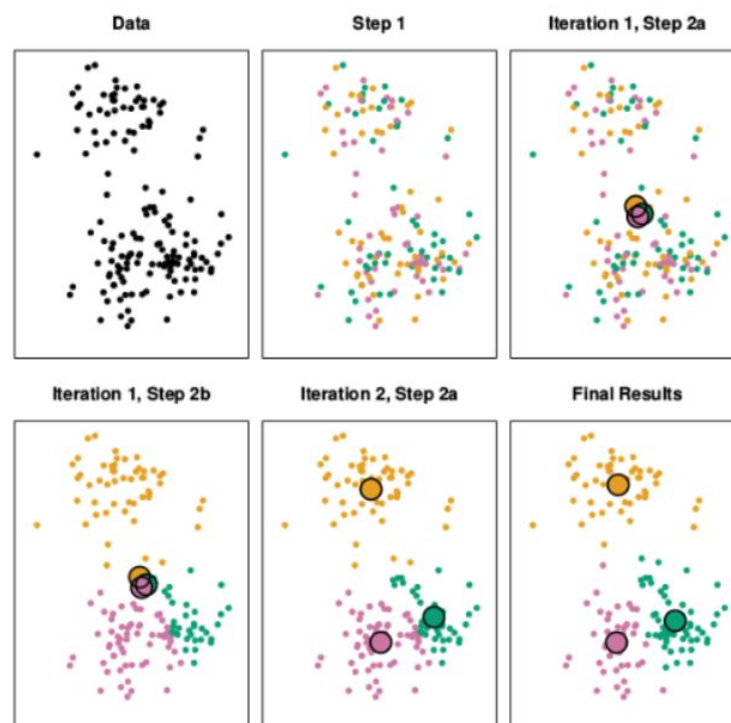 Data
Step 1
Iteration 1, Step 2a
Iteration 1, Step 2b
Iteration 2, Step 2a
Final Results